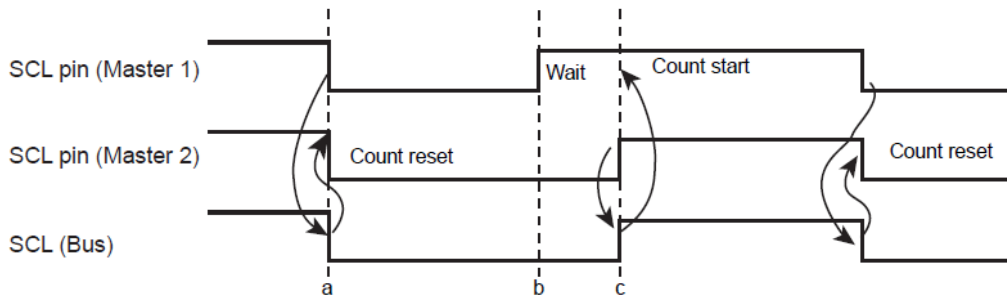 SCL pin (Master 1)
Wait
Count start
SCL pin (Master 2)
Count reset
Count reset
SCL (Bus)
a
b
c